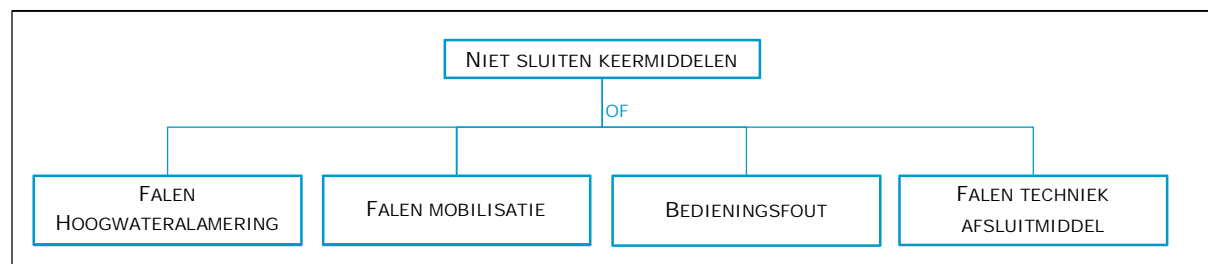 NIET SLUITEN KEERMIDDELEN
OF
FALEN
HOOGWATERALAMERING
FALEN MOBILISATIE
BEDIENINGSFOUT
FALEN TECHNIEK
AFSLUITMIDDEL